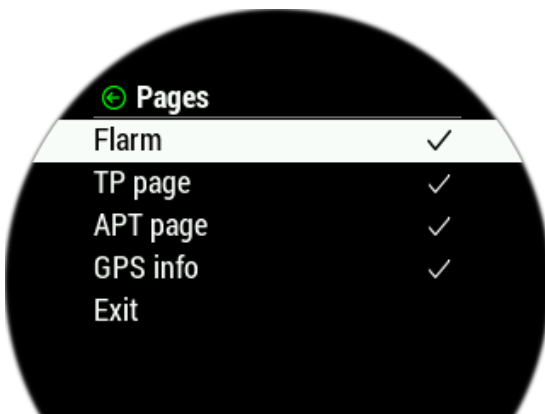 Pages
Flarm
TP page
APT page
GPS info
Exit